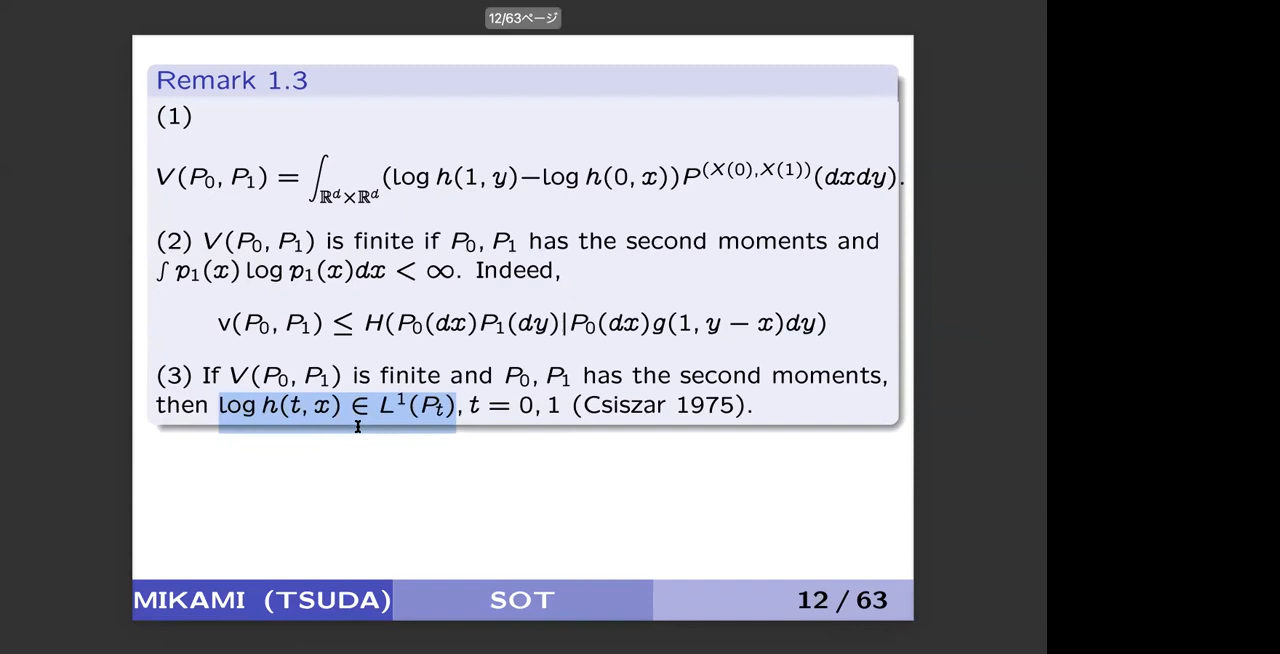 12/63ページ
Remark 1.3
(1)
V(P₀, P₁) = ∫_{ℝᵈ×ℝᵈ} (log h(1, y)−log h(0, x))P^{(X(0),X(1))}(dxdy).
(2) V(P₀, P₁) is finite if P₀, P₁ has the second moments and
∫ p₁(x) log p₁(x)dx < ∞. Indeed,
v(P₀, P₁) ≤ H(P₀(dx)P₁(dy)|P₀(dx)g(1, y − x)dy)
(3) If V(P₀, P₁) is finite and P₀, P₁ has the second moments,
then log h(t, x) ∈ L¹(Pₜ), t = 0, 1 (Csiszar 1975).
MIKAMI (TSUDA) SOT 12 / 63